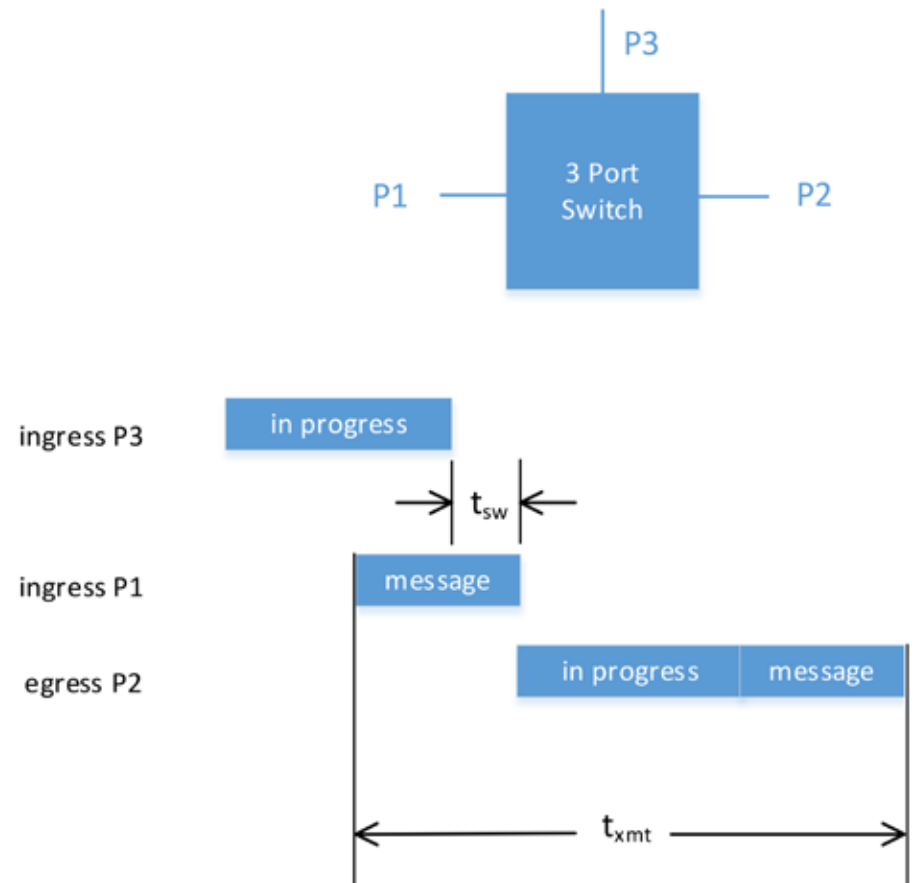 P3
3 Port
Switch
P1
P2
ingress P3
in progress
tsw
ingress P1
message
egress P2
in progress
message
txmt